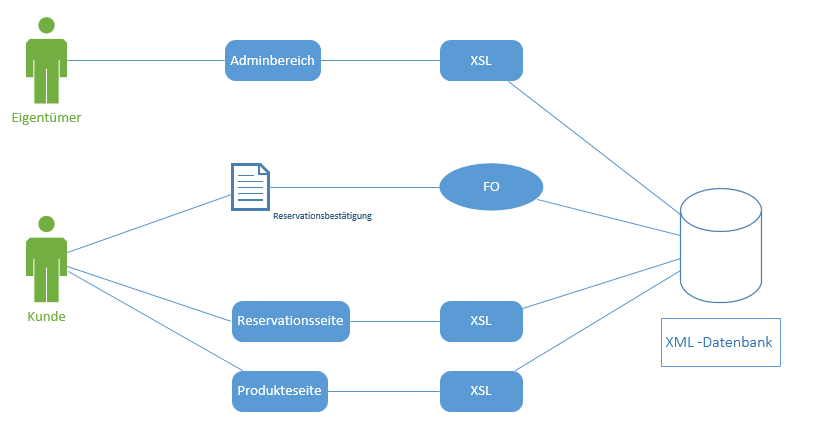 Adminbereich
XSL
Eigentümer
FO
Reservationsbestätigung
Kunde
Reservationsseite
XSL
XML -Datenbank
Produkteseite
XSL